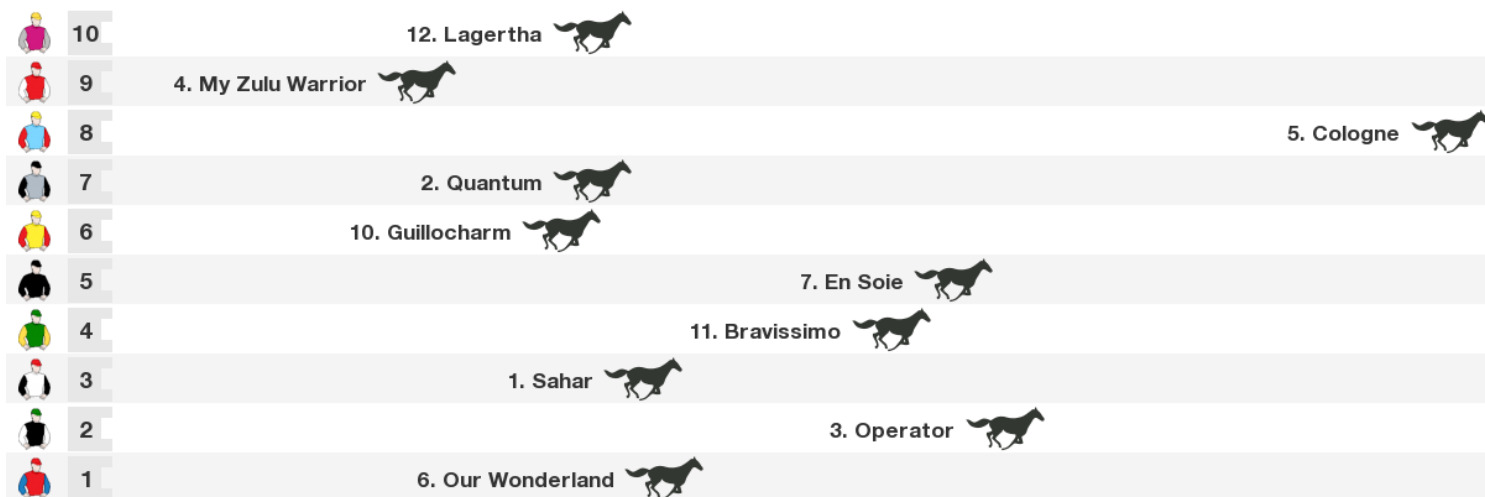 10 12. Lagertha
9 4. My Zulu Warrior
8 5. Cologne
7 2. Quantum
6 10. Guillocharm
5 7. En Soie
4 11. Bravissimo
3 1. Sahar
2 3. Operator
1 6. Our Wonderland